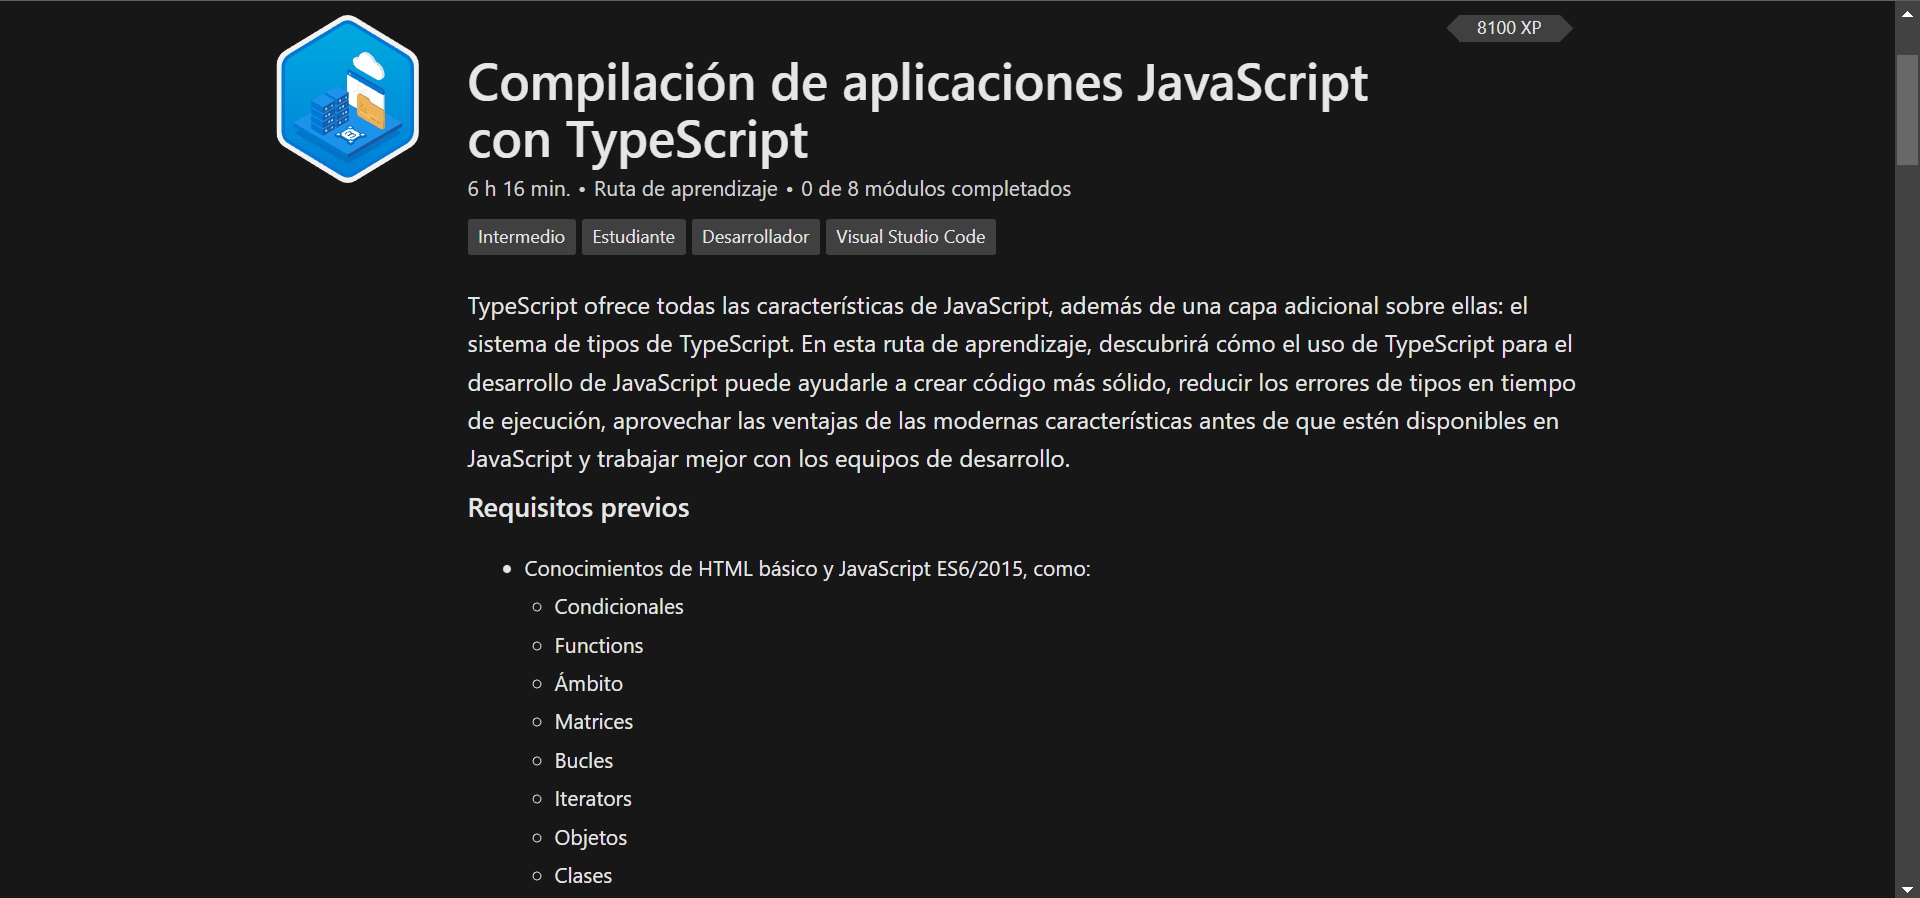 8100 XP
Compilación de aplicaciones JavaScript
con TypeScript
6 h 16 min. • Ruta de aprendizaje • 0 de 8 módulos completados
Intermedio Estudiante Desarrollador Visual Studio Code
TypeScript ofrece todas las características de JavaScript, además de una capa adicional sobre ellas: el
sistema de tipos de TypeScript. En esta ruta de aprendizaje, descubrirá cómo el uso de TypeScript para el
desarrollo de JavaScript puede ayudarle a crear código más sólido, reducir los errores de tipos en tiempo
de ejecución, aprovechar las ventajas de las modernas características antes de que estén disponibles en
JavaScript y trabajar mejor con los equipos de desarrollo.
Requisitos previos
• Conocimientos de HTML básico y JavaScript ES6/2015, como:
○ Condicionales
○ Functions
○ Ámbito
○ Matrices
○ Bucles
○ Iterators
○ Objetos
○ Clases